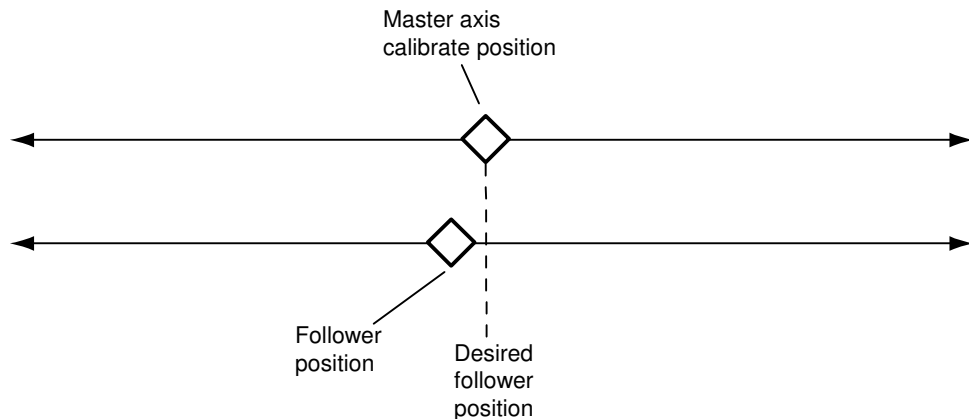 Master axis
calibrate position
Follower
position
Desired
follower
position